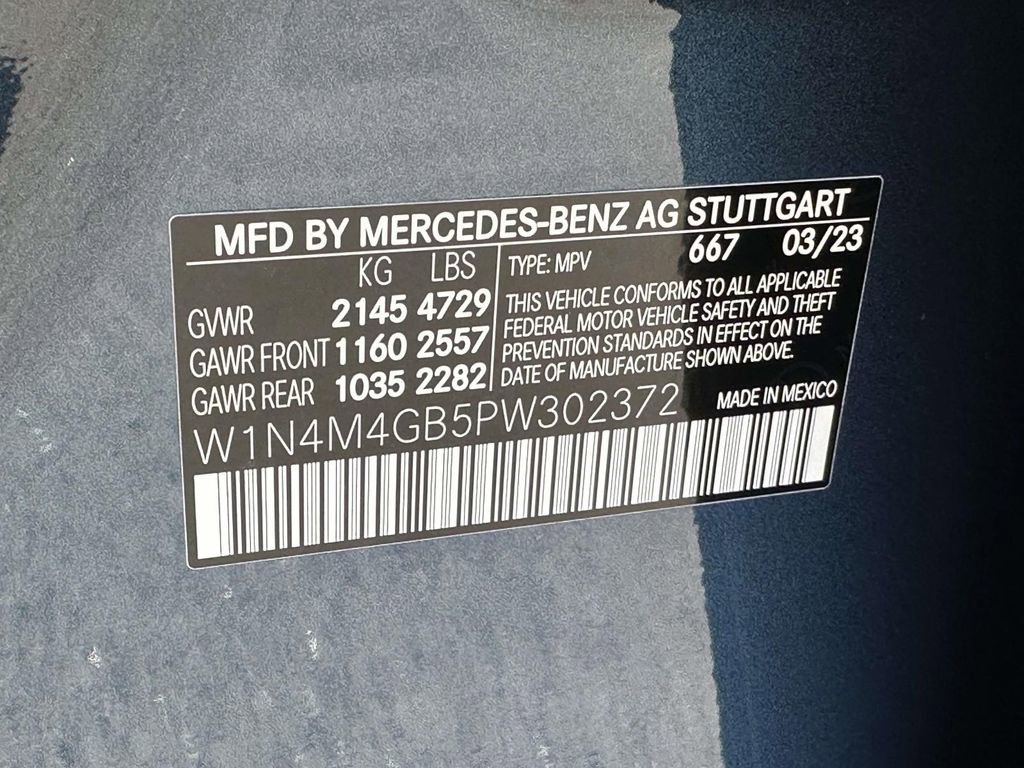 MFD BY MERCEDES-BENZ AG STUTTGART
KG LBS
GVWR 2145 4729
GAWR FRONT 1160 2557
GAWR REAR 1035 2282
TYPE: MPV 667 03/23
THIS VEHICLE CONFORMS TO ALL APPLICABLE
FEDERAL MOTOR VEHICLE SAFETY AND THEFT
PREVENTION STANDARDS IN EFFECT ON THE
DATE OF MANUFACTURE SHOWN ABOVE.
W1N4M4GB5PW302372
MADE IN MEXICO